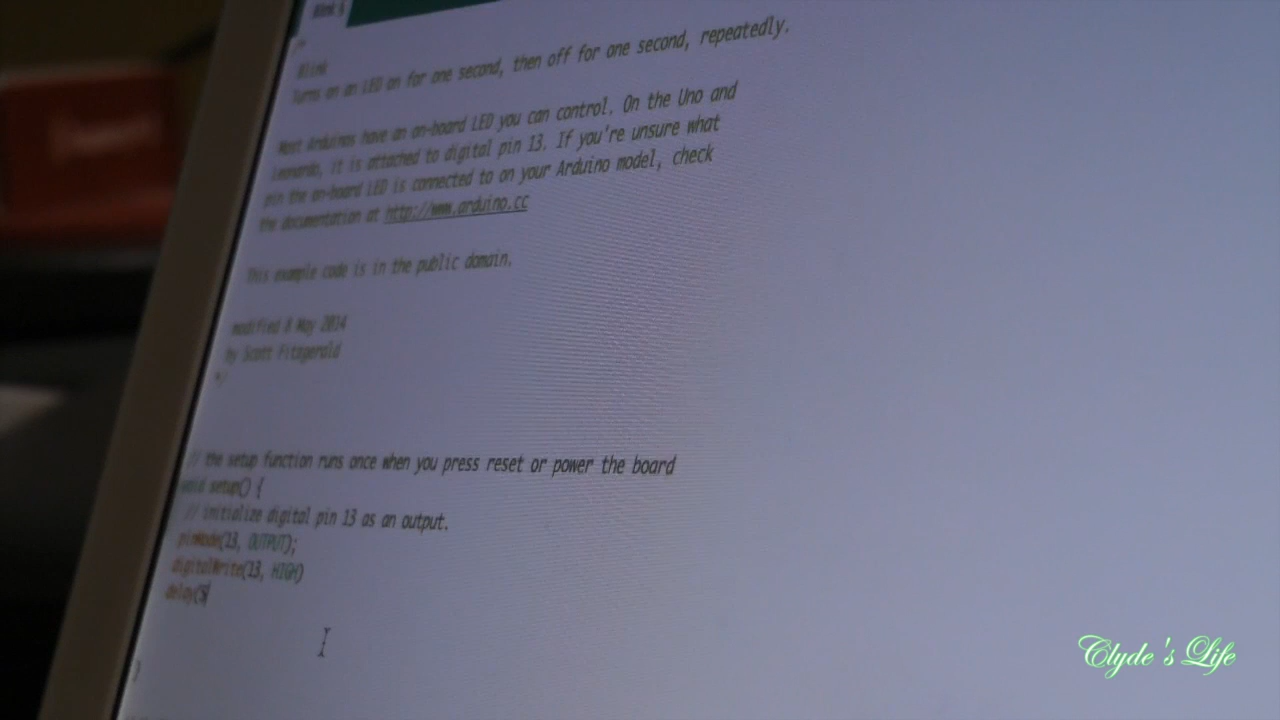 Blink §
/*
Blink
Turns on an LED on for one second, then off for one second, repeatedly.
Most Arduinos have an on-board LED you can control. On the Uno and
Leonardo, it is attached to digital pin 13. If you're unsure what
pin the on-board LED is connected to on your Arduino model, check
the documentation at http://www.arduino.cc
This example code is in the public domain.
modified 8 May 2014
by Scott Fitzgerald
*/
// the setup function runs once when you press reset or power the board
void setup() {
// initialize digital pin 13 as an output.
pinMode(13, OUTPUT);
digitalWrite(13, HIGH)
delay(5
}
Clyde's Life